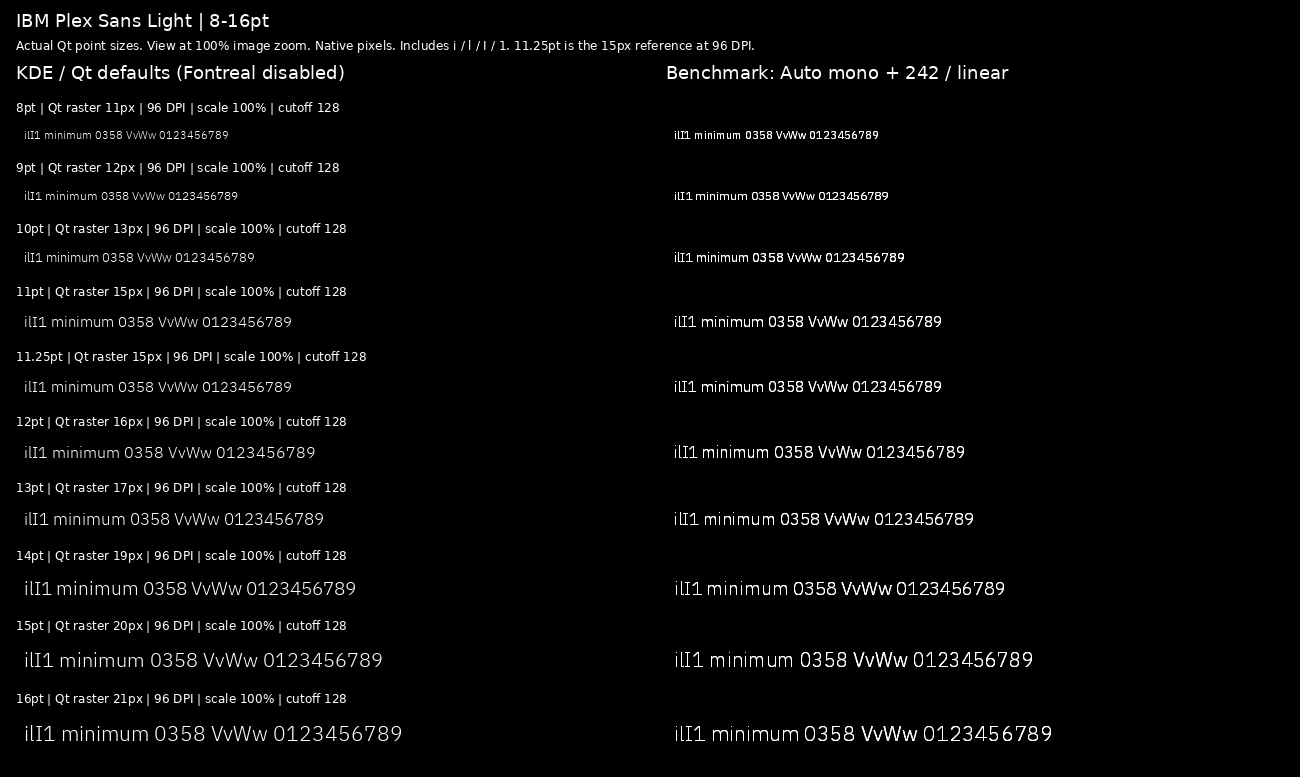 IBM Plex Sans Light | 8-16pt
Actual Qt point sizes. View at 100% image zoom. Native pixels. Includes i / l / I / 1. 11.25pt is the 15px reference at 96 DPI.
KDE / Qt defaults (Fontreal disabled)
Benchmark: Auto mono + 242 / linear
8pt | Qt raster 11px | 96 DPI | scale 100% | cutoff 128
ilI1 minimum 0358 VvWw 0123456789
ilI1 minimum 0358 VvWw 0123456789
9pt | Qt raster 12px | 96 DPI | scale 100% | cutoff 128
ilI1 minimum 0358 VvWw 0123456789
ilI1 minimum 0358 VvWw 0123456789
10pt | Qt raster 13px | 96 DPI | scale 100% | cutoff 128
ilI1 minimum 0358 VvWw 0123456789
ilI1 minimum 0358 VvWw 0123456789
11pt | Qt raster 15px | 96 DPI | scale 100% | cutoff 128
ilI1 minimum 0358 VvWw 0123456789
ilI1 minimum 0358 VvWw 0123456789
11.25pt | Qt raster 15px | 96 DPI | scale 100% | cutoff 128
ilI1 minimum 0358 VvWw 0123456789
ilI1 minimum 0358 VvWw 0123456789
12pt | Qt raster 16px | 96 DPI | scale 100% | cutoff 128
ilI1 minimum 0358 VvWw 0123456789
ilI1 minimum 0358 VvWw 0123456789
13pt | Qt raster 17px | 96 DPI | scale 100% | cutoff 128
ilI1 minimum 0358 VvWw 0123456789
ilI1 minimum 0358 VvWw 0123456789
14pt | Qt raster 19px | 96 DPI | scale 100% | cutoff 128
ilI1 minimum 0358 VvWw 0123456789
ilI1 minimum 0358 VvWw 0123456789
15pt | Qt raster 20px | 96 DPI | scale 100% | cutoff 128
ilI1 minimum 0358 VvWw 0123456789
ilI1 minimum 0358 VvWw 0123456789
16pt | Qt raster 21px | 96 DPI | scale 100% | cutoff 128
ilI1 minimum 0358 VvWw 0123456789
ilI1 minimum 0358 VvWw 0123456789